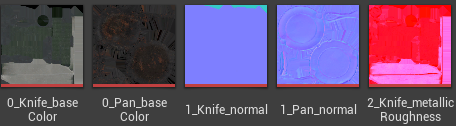 0_Knife_base
Color
0_Pan_base
Color
1_Knife_normal
1_Pan_normal
2_Knife_metallic
Roughness